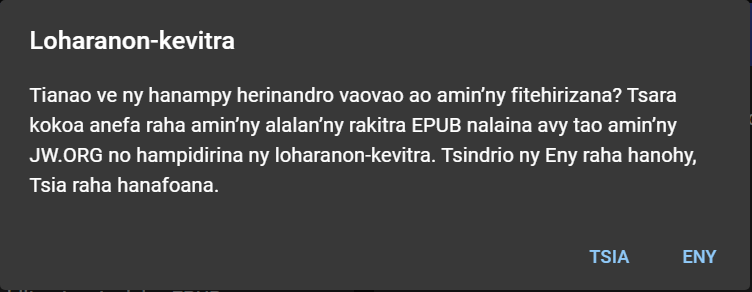 Loharanon-kevitra
Tianao ve ny hanampy herinandro vaovao ao amin’ny fitehirizana? Tsara
kokoa anefa raha amin’ny alalan’ny rakitra EPUB nalaina avy tao amin’ny
JW.ORG no hampidirina ny loharanon-kevitra. Tsindrio ny Eny raha hanohy,
Tsia raha hanafoana.
TSIA ENY